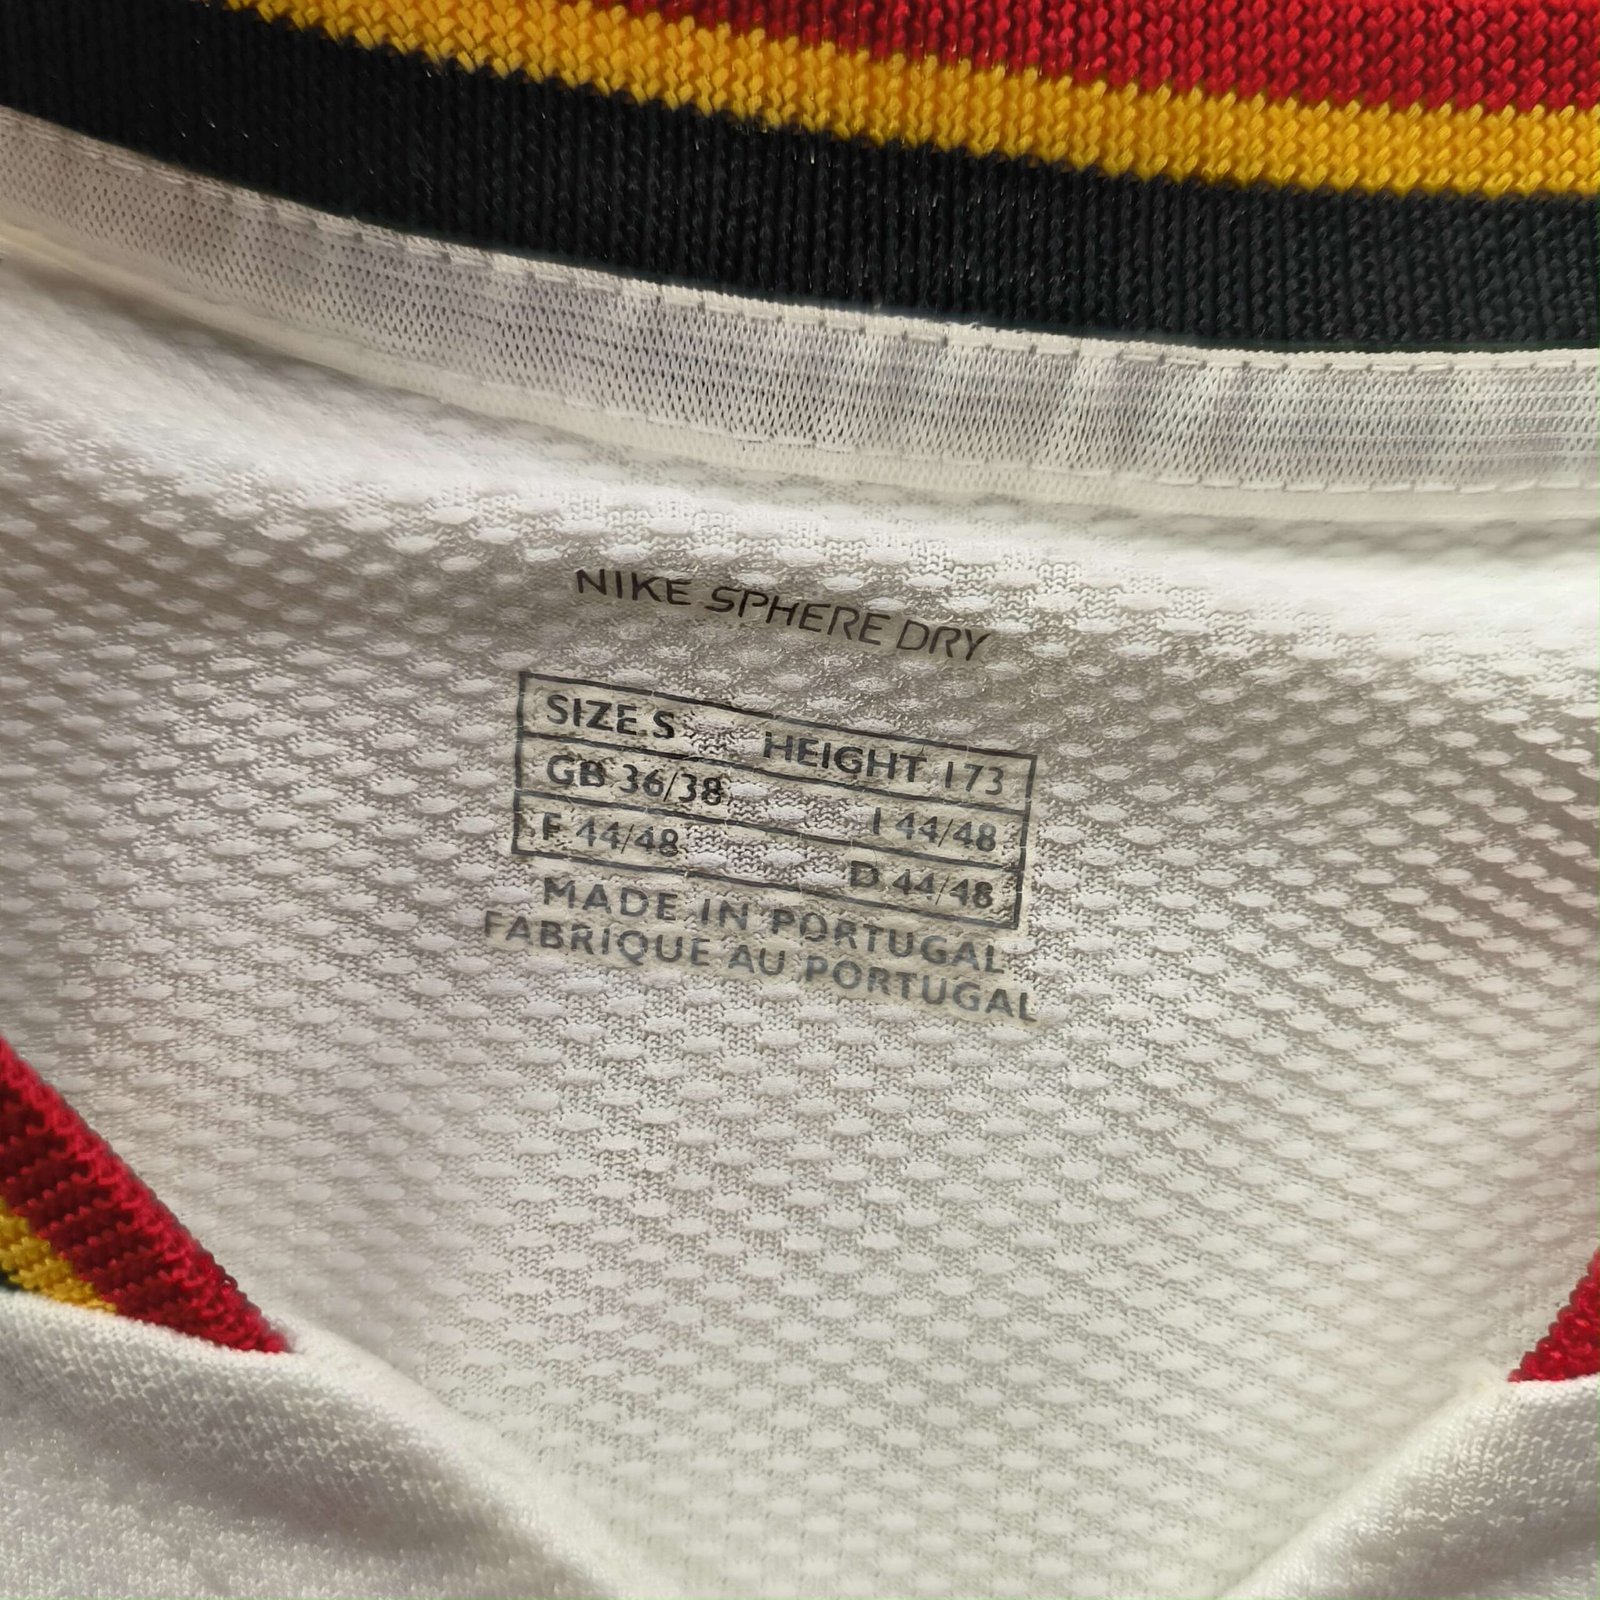 NIKE SPHERE DRY
SIZE.S HEIGHT 173
GB 36/38 I 44/48
F 44/48 D 44/48
MADE IN PORTUGAL
FABRIQUE AU PORTUGAL